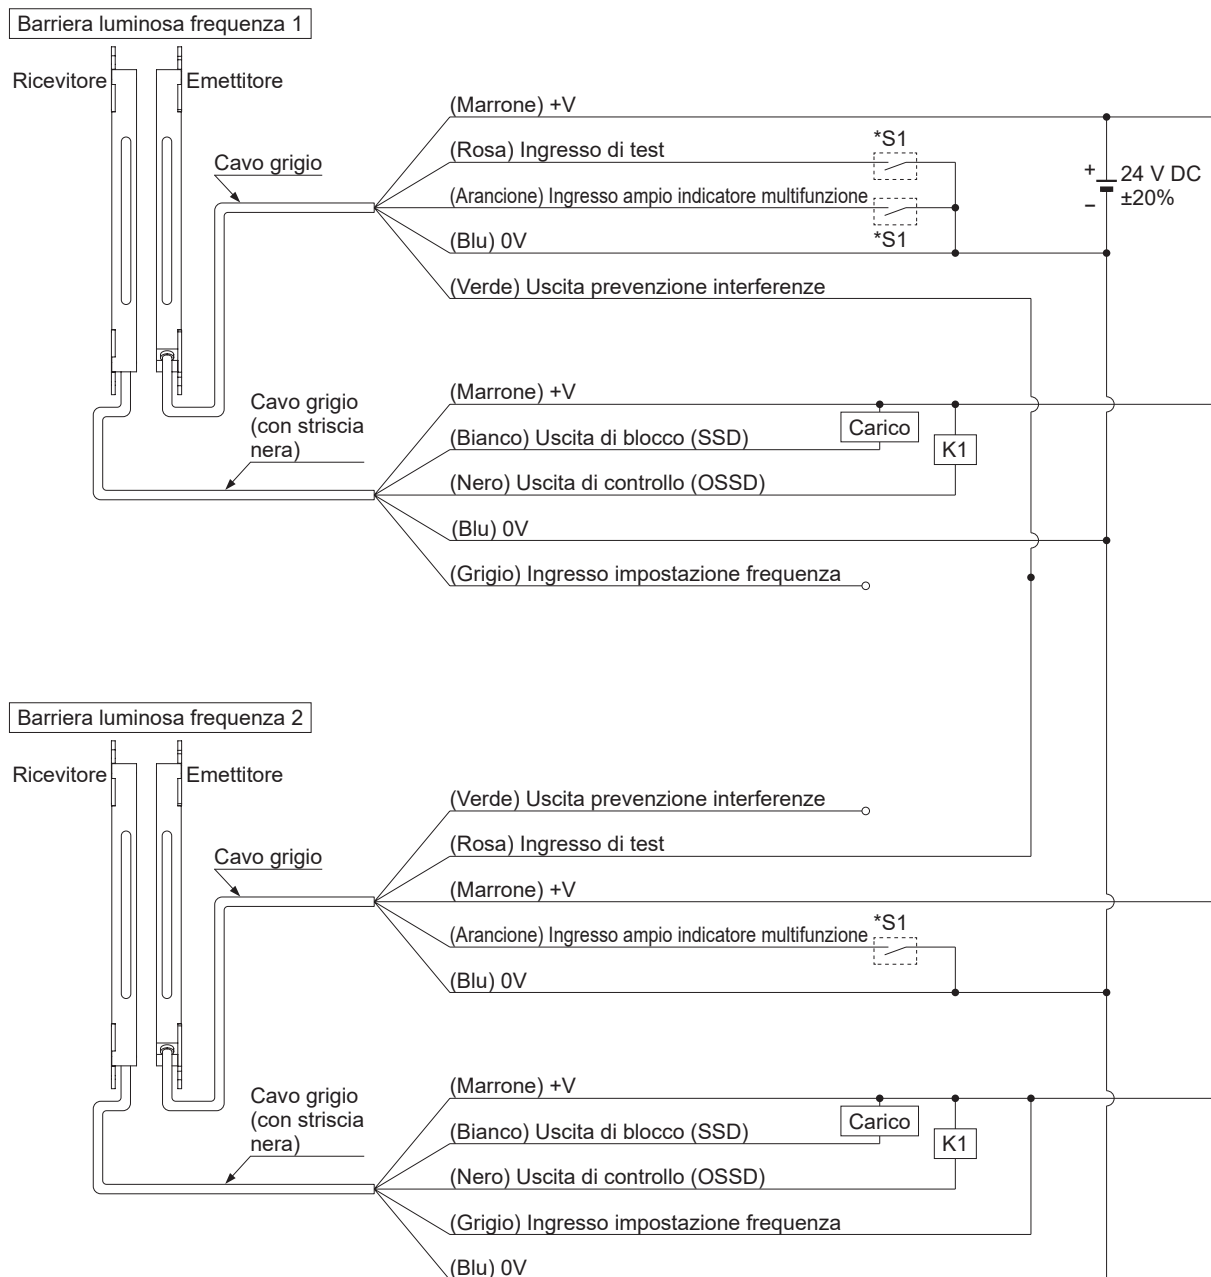 Barriera luminosa frequenza 1
Ricevitore
Emettitore
Cavo grigio
(Marrone) +V
(Rosa) Ingresso di test
*S1
(Arancione) Ingresso ampio indicatore multifunzione
*S1
(Blu) 0V
(Verde) Uscita prevenzione interferenze
+
24 V DC
±20%
−
Cavo grigio
(con striscia
nera)
(Marrone) +V
Carico
K1
(Bianco) Uscita di blocco (SSD)
(Nero) Uscita di controllo (OSSD)
(Blu) 0V
(Grigio) Ingresso impostazione frequenza
Barriera luminosa frequenza 2
Ricevitore
Emettitore
Cavo grigio
(Verde) Uscita prevenzione interferenze
(Rosa) Ingresso di test
(Marrone) +V
(Arancione) Ingresso ampio indicatore multifunzione
*S1
(Blu) 0V
Cavo grigio
(con striscia
nera)
(Marrone) +V
Carico
K1
(Bianco) Uscita di blocco (SSD)
(Nero) Uscita di controllo (OSSD)
(Grigio) Ingresso impostazione frequenza
(Blu) 0V